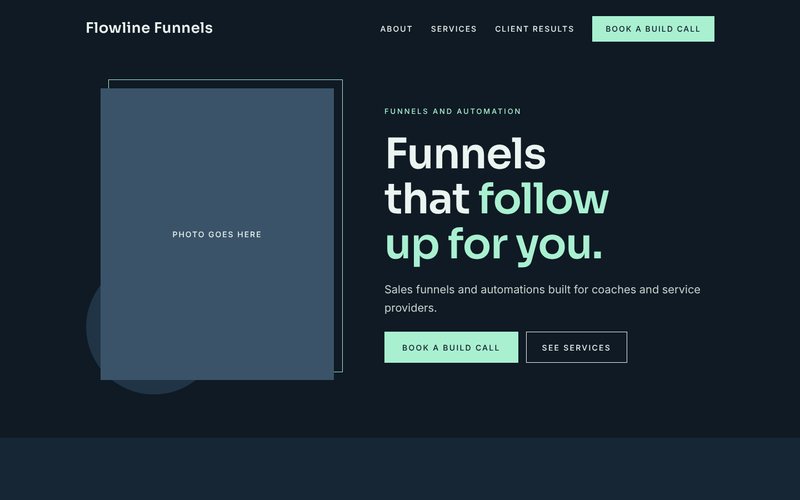 Flowline Funnels
ABOUT
SERVICES
CLIENT RESULTS
BOOK A BUILD CALL
PHOTO GOES HERE
FUNNELS AND AUTOMATION
Funnels
that follow
up for you.
Sales funnels and automations built for coaches and service
providers.
BOOK A BUILD CALL
SEE SERVICES